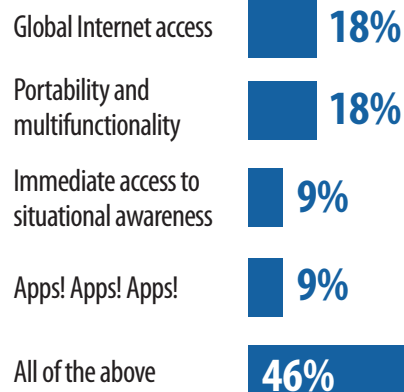 Global Internet access 18%
Portability and
multifunctionality 18%
Immediate access to
situational awareness 9%
Apps! Apps! Apps! 9%
All of the above 46%